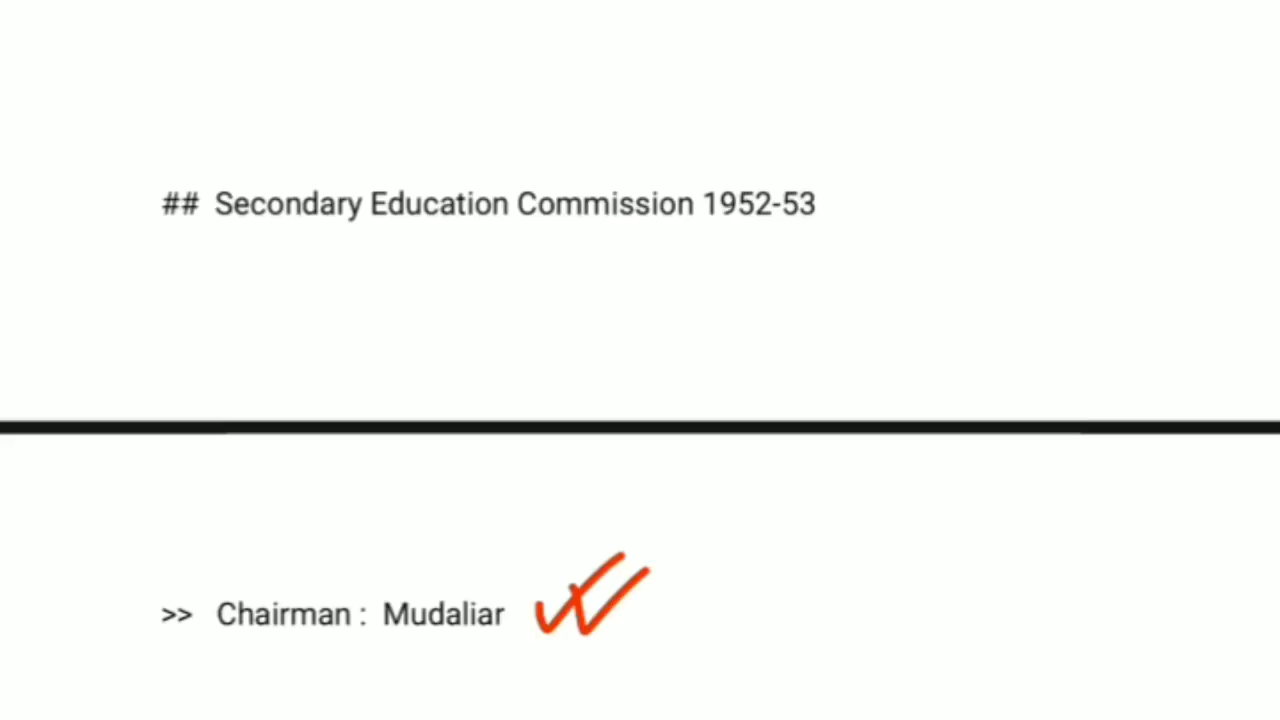 ## Secondary Education Commission 1952-53
>> Chairman : Mudaliar